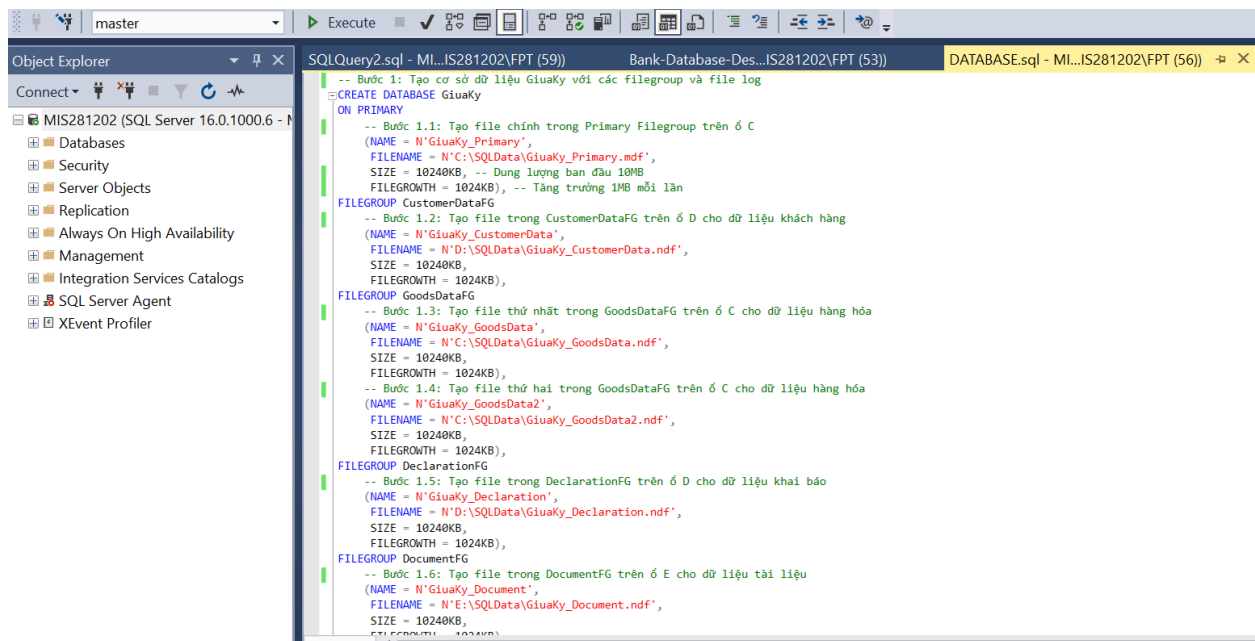 master
Execute
Object Explorer
Connect
MIS281202 (SQL Server 16.0.1000.6 - M
Databases
Security
Server Objects
Replication
Always On High Availability
Management
Integration Services Catalogs
SQL Server Agent
XEvent Profiler
SQLQuery2.sql - MI...IS281202\FPT (59))
Bank-Database-Des...IS281202\FPT (53))
DATABASE.sql - MI...IS281202\FPT (56))
-- Bước 1: Tạo cơ sở dữ liệu GiuaKy với các filegroup và file log
CREATE DATABASE GiuaKy
ON PRIMARY
-- Bước 1.1: Tạo file chính trong Primary Filegroup trên ổ C
(NAME = N'GiuaKy_Primary',
FILENAME = N'C:\SQLData\GiuaKy_Primary.mdf',
SIZE = 10240KB, -- Dung lượng ban đầu 10MB
FILEGROWTH = 1024KB), -- Tăng trưởng 1MB mỗi lần
FILEGROUP CustomerDataFG
-- Bước 1.2: Tạo file trong CustomerDataFG trên ổ D cho dữ liệu khách hàng
(NAME = N'GiuaKy_CustomerData',
FILENAME = N'D:\SQLData\GiuaKy_CustomerData.ndf',
SIZE = 10240KB,
FILEGROWTH = 1024KB),
FILEGROUP GoodsDataFG
-- Bước 1.3: Tạo file thứ nhất trong GoodsDataFG trên ổ C cho dữ liệu hàng hóa
(NAME = N'GiuaKy_GoodsData',
FILENAME = N'C:\SQLData\GiuaKy_GoodsData.ndf',
SIZE = 10240KB,
FILEGROWTH = 1024KB),
-- Bước 1.4: Tạo file thứ hai trong GoodsDataFG trên ổ C cho dữ liệu hàng hóa
(NAME = N'GiuaKy_GoodsData2',
FILENAME = N'C:\SQLData\GiuaKy_GoodsData2.ndf',
SIZE = 10240KB,
FILEGROWTH = 1024KB),
FILEGROUP DeclarationFG
-- Bước 1.5: Tạo file trong DeclarationFG trên ổ D cho dữ liệu khai báo
(NAME = N'GiuaKy_Declaration',
FILENAME = N'D:\SQLData\GiuaKy_Declaration.ndf',
SIZE = 10240KB,
FILEGROWTH = 1024KB),
FILEGROUP DocumentFG
-- Bước 1.6: Tạo file trong DocumentFG trên ổ E cho dữ liệu tài liệu
(NAME = N'GiuaKy_Document',
FILENAME = N'E:\SQLData\GiuaKy_Document.ndf',
SIZE = 10240KB,
FILEGROWTH = 1024KB)